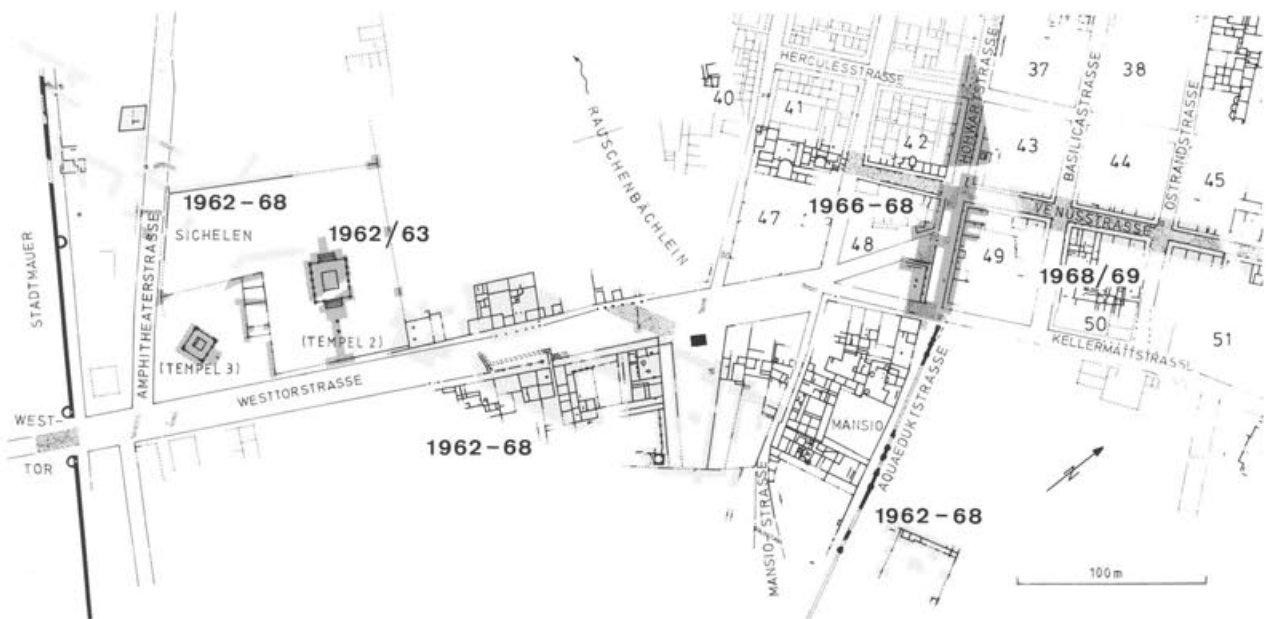 HERCULESSTRASSE
HOHWARTSTRASSE
BASILICASTRASSE
OSTRANDSTRASSE
37
38
40
41
42
43
44
45
RAUSCHENBÄCHLEIN
1962-68
SICHELEN
1962/63
STADTMAUER
AMPHITHEATERSTRASSE
(TEMPEL 2)
(TEMPEL 3)
WESTTORSTRASSE
WEST-
TOR
1962-68
47
48
1966-68
VENUSSTRASSE
49
1968/69
50
51
KELLERMATTSTRASSE
MANSIO
MANSIO-STRASSE
AQUAEDUKTSTRASSE
1962-68
N
100m